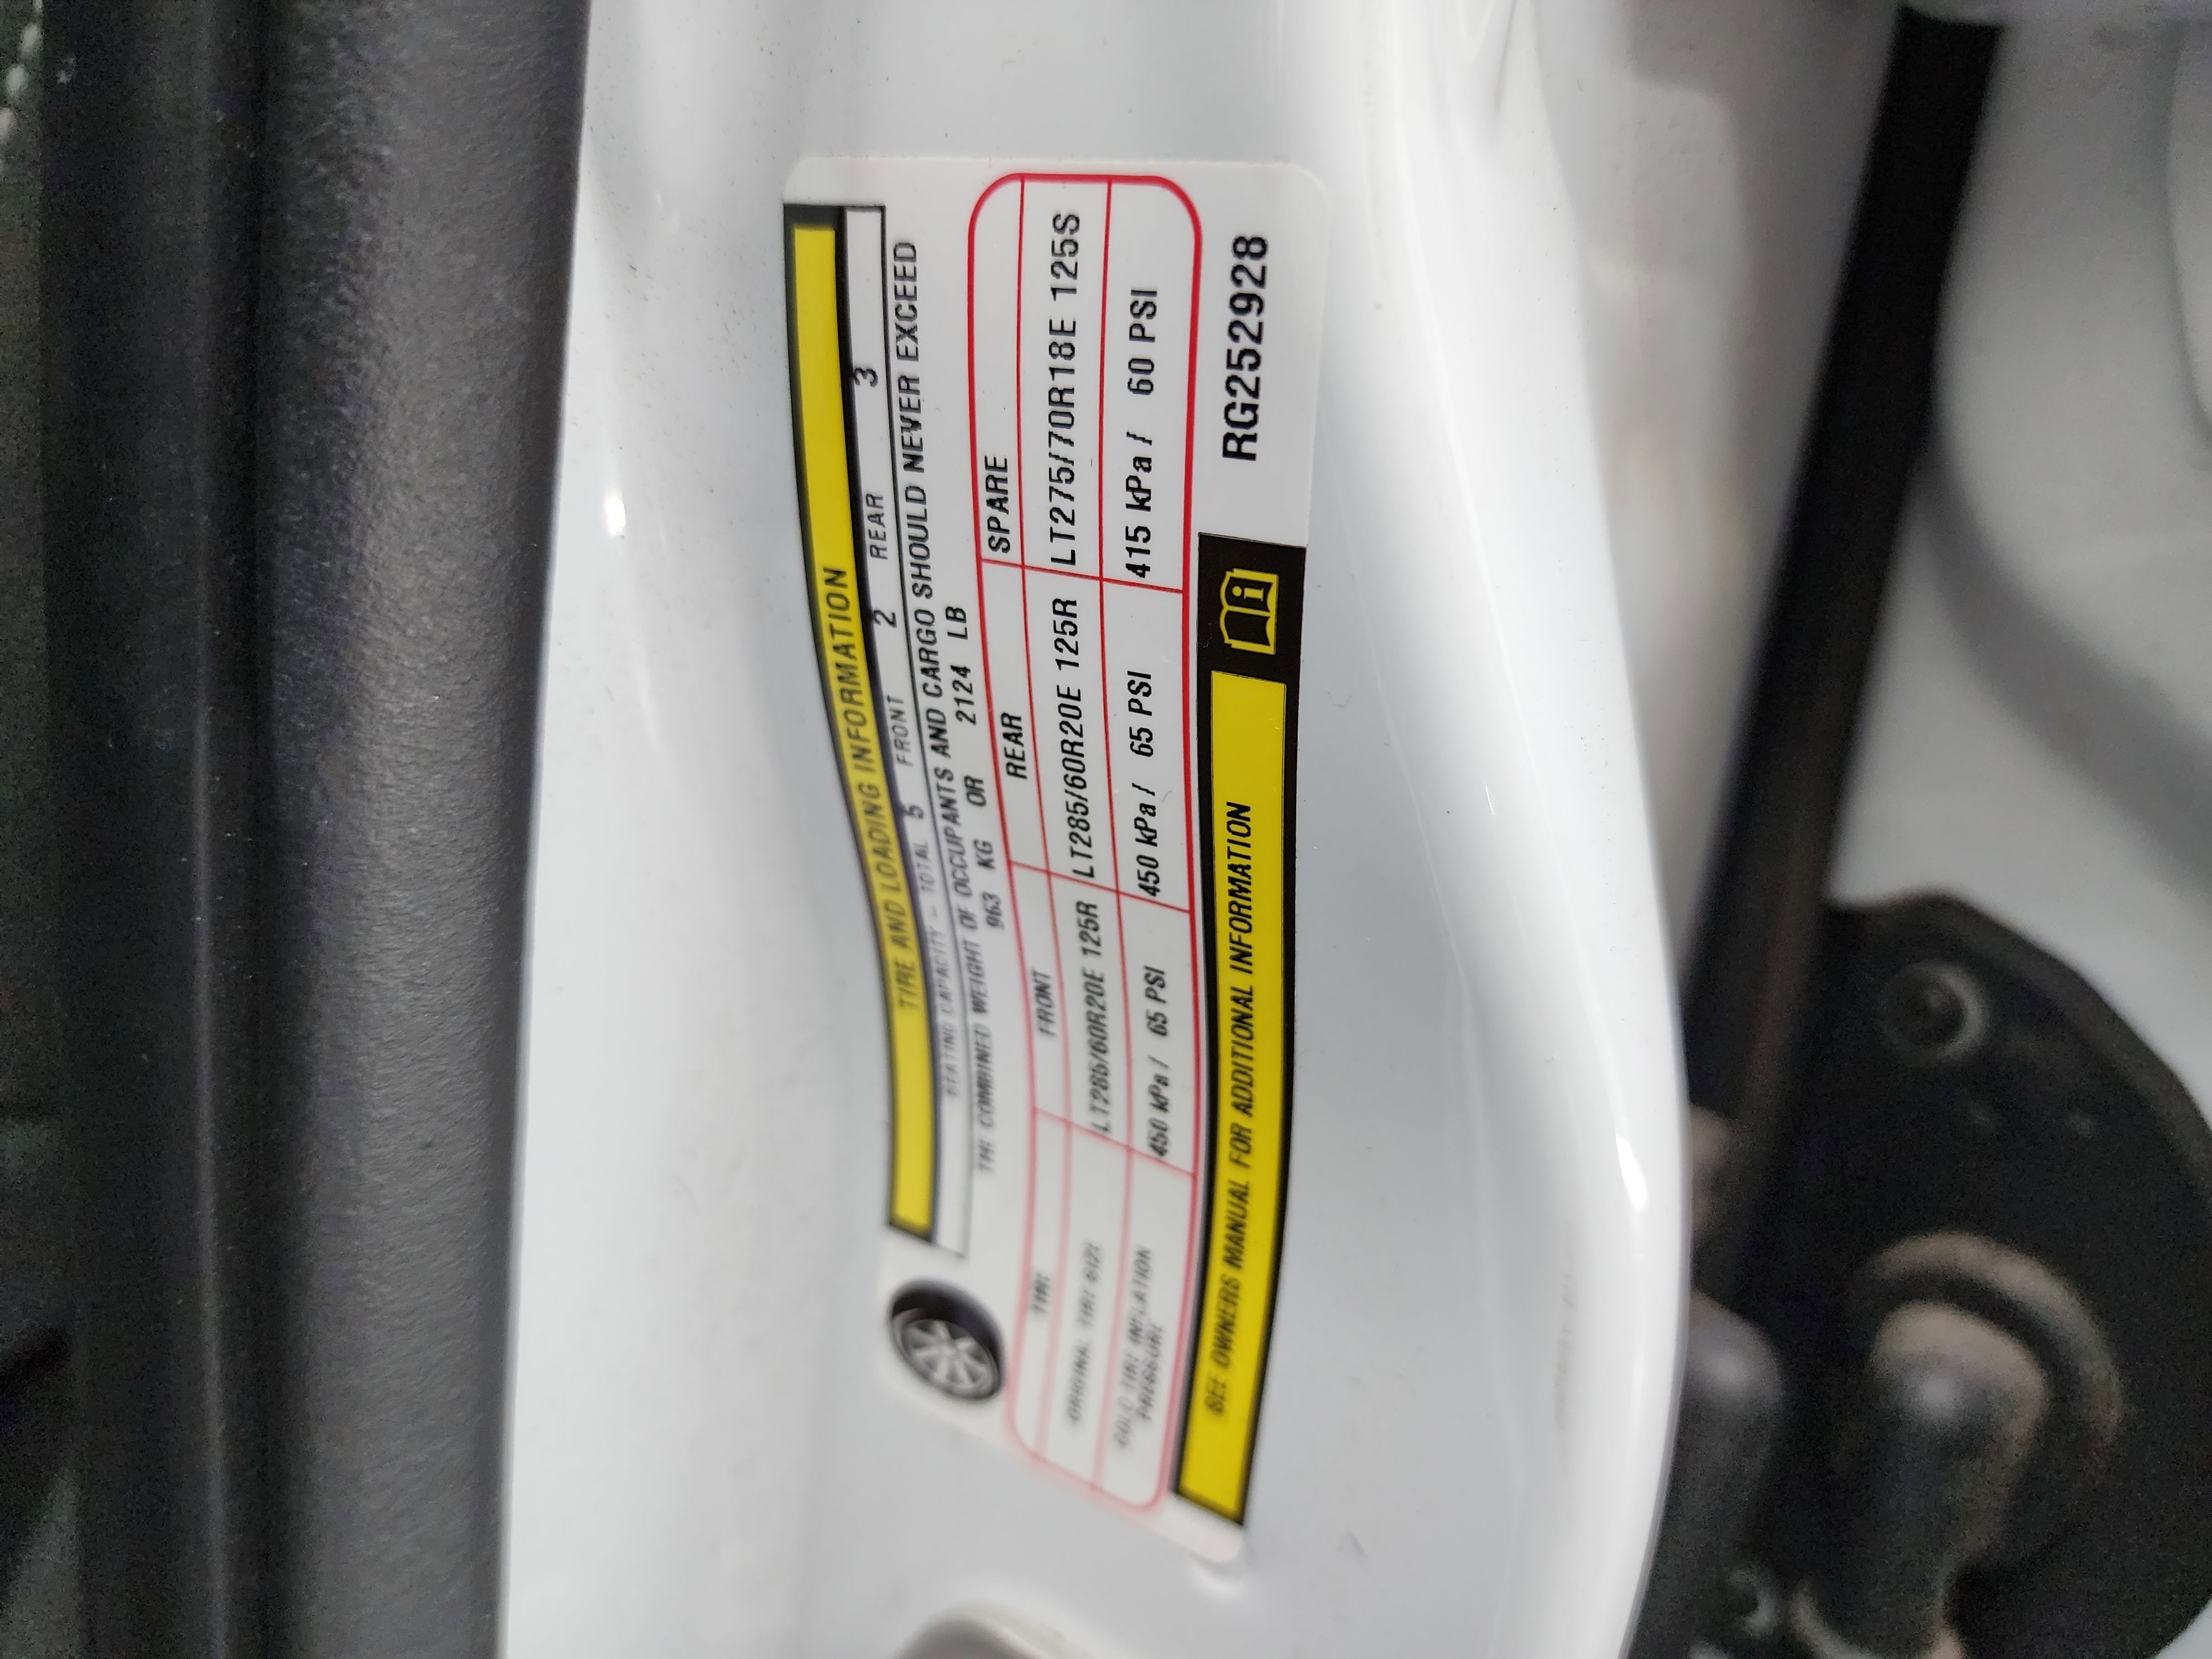 TIRE AND LOADING INFORMATION
SEATING CAPACITY - TOTAL 5 FRONT 2 REAR 3
THE COMBINED WEIGHT OF OCCUPANTS AND CARGO SHOULD NEVER EXCEED
963 KG OR 2124 LB
TIRE FRONT REAR SPARE
ORIGINAL TIRE SIZE LT285/60R20E 125R LT285/60R20E 125R LT275/70R18E 125S
COLD TIRE INFLATION PRESSURE 450 kPa / 65 PSI 450 kPa / 65 PSI 415 kPa / 60 PSI
SEE OWNERS MANUAL FOR ADDITIONAL INFORMATION
RG252928